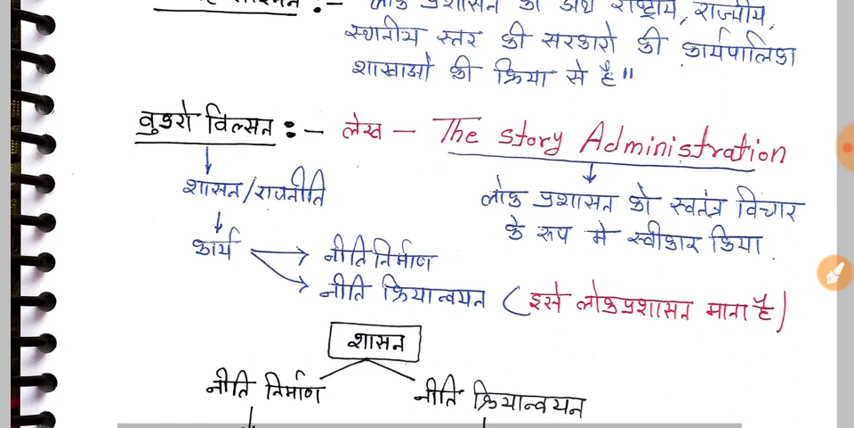 :- "लोक प्रशासन का अर्थ राष्ट्रीय, राज्यीय,
स्थानीय स्तर की सरकारो की कार्यपालिका
शाखाओ की क्रिया से है"
वुडरो विल्सन :- लेख - The story Administration
शासन/राजनीति
लोक प्रशासन को स्वतंत्र विचार
के रूप मे स्वीकार किया.
कार्य
नीति निर्माण
नीति क्रियान्वयन (इसे लोकप्रशासन माना है)
शासन
नीति निर्माण
नीति क्रियान्वयन